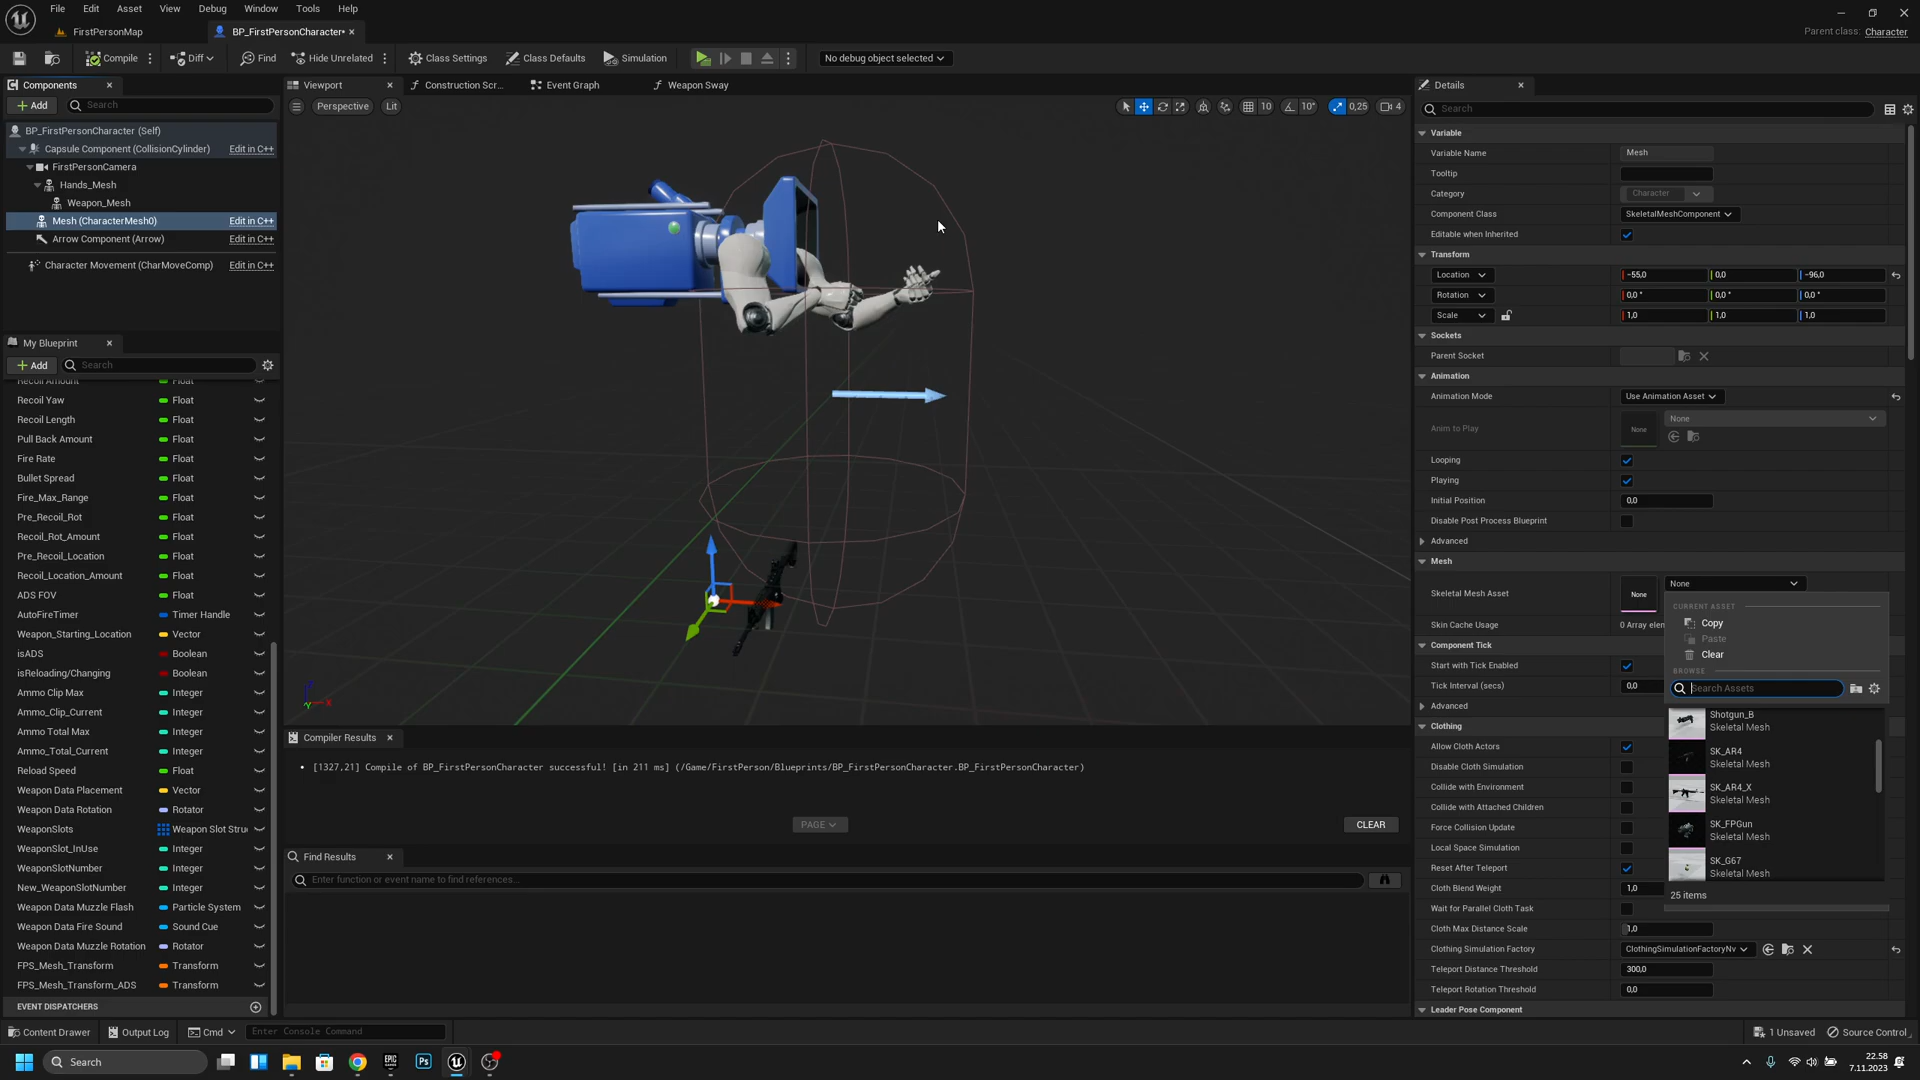 File Edit Asset View Debug Window Tools Help
FirstPersonMap
BP_FirstPersonCharacter•
Parent class: Character
Compile
Diff
Find
Hide Unrelated
Class Settings
Class Defaults
Simulation
No debug object selected
Components
Add
Search
BP_FirstPersonCharacter (Self)
Capsule Component (CollisionCylinder) Edit in C++
FirstPersonCamera
Hands_Mesh
Weapon_Mesh
Mesh (CharacterMesh0) Edit in C++
Arrow Component (Arrow) Edit in C++
Character Movement (CharMoveComp) Edit in C++
My Blueprint
Add
Search
Recoil Amount Float
Recoil Yaw Float
Recoil Length Float
Pull Back Amount Float
Fire Rate Float
Bullet Spread Float
Fire_Max_Range Float
Pre_Recoil_Rot Float
Recoil_Rot_Amount Float
Pre_Recoil_Location Float
Recoil_Location_Amount Float
ADS FOV Float
AutoFireTimer Timer Handle
Weapon_Starting_Location Vector
isADS Boolean
isReloading/Changing Boolean
Ammo Clip Max Integer
Ammo_Clip_Current Integer
Ammo Total Max Integer
Ammo_Total_Current Integer
Reload Speed Float
Weapon Data Placement Vector
Weapon Data Rotation Rotator
WeaponSlots Weapon Slot Stru
WeaponSlot_InUse Integer
WeaponSlotNumber Integer
New_WeaponSlotNumber Integer
Weapon Data Muzzle Flash Particle System
Weapon Data Fire Sound Sound Cue
Weapon Data Muzzle Rotation Rotator
FPS_Mesh_Transform Transform
FPS_Mesh_Transform_ADS Transform
EVENT DISPATCHERS
Viewport
Construction Scr...
Event Graph
Weapon Sway
Perspective
Lit
10
10°
0,25
4
Compiler Results
[1327,21] Compile of BP_FirstPersonCharacter successful! [in 211 ms] (/Game/FirstPerson/Blueprints/BP_FirstPersonCharacter.BP_FirstPersonCharacter)
PAGE
CLEAR
Find Results
Enter function or event name to find references...
Details
Search
Variable
Variable Name Mesh
Tooltip
Category Character
Component Class SkeletalMeshComponent
Editable when Inherited
Transform
Location -55,0 0,0 -96,0
Rotation 0,0 ° 0,0 ° 0,0 °
Scale 1,0 1,0 1,0
Sockets
Parent Socket
Animation
Animation Mode Use Animation Asset
Anim to Play None None
Looping
Playing
Initial Position 0,0
Disable Post Process Blueprint
Advanced
Mesh
Skeletal Mesh Asset None None
Skin Cache Usage 0 Array elen
Component Tick
Start with Tick Enabled
Tick Interval (secs) 0,0
Advanced
Clothing
Allow Cloth Actors
Disable Cloth Simulation
Collide with Environment
Collide with Attached Children
Force Collision Update
Local Space Simulation
Reset After Teleport
Cloth Blend Weight 1,0
Wait for Parallel Cloth Task
Cloth Max Distance Scale 1,0
Clothing Simulation Factory ClothingSimulationFactoryNv
Teleport Distance Threshold 300,0
Teleport Rotation Threshold 0,0
Leader Pose Component
CURRENT ASSET
Copy
Paste
Clear
BROWSE
Search Assets
Shotgun_B
Skeletal Mesh
SK_AR4
Skeletal Mesh
SK_AR4_X
Skeletal Mesh
SK_FPGun
Skeletal Mesh
SK_G67
Skeletal Mesh
25 items
Content Drawer
Output Log
Cmd
Enter Console Command
1 Unsaved
Source Control
Search
EPIC
Ps
22.58
7.11.2023